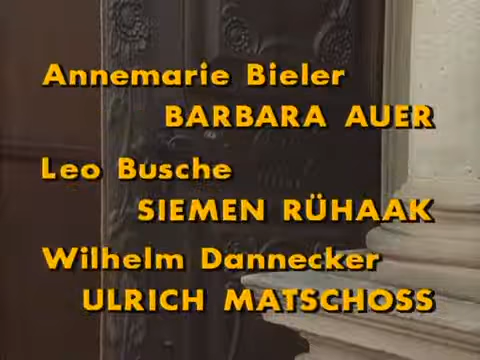 Annemarie Bieler
BARBARA AUER
Leo Busche
SIEMEN RÜHAAK
Wilhelm Dannecker
ULRICH MATSCHOSS